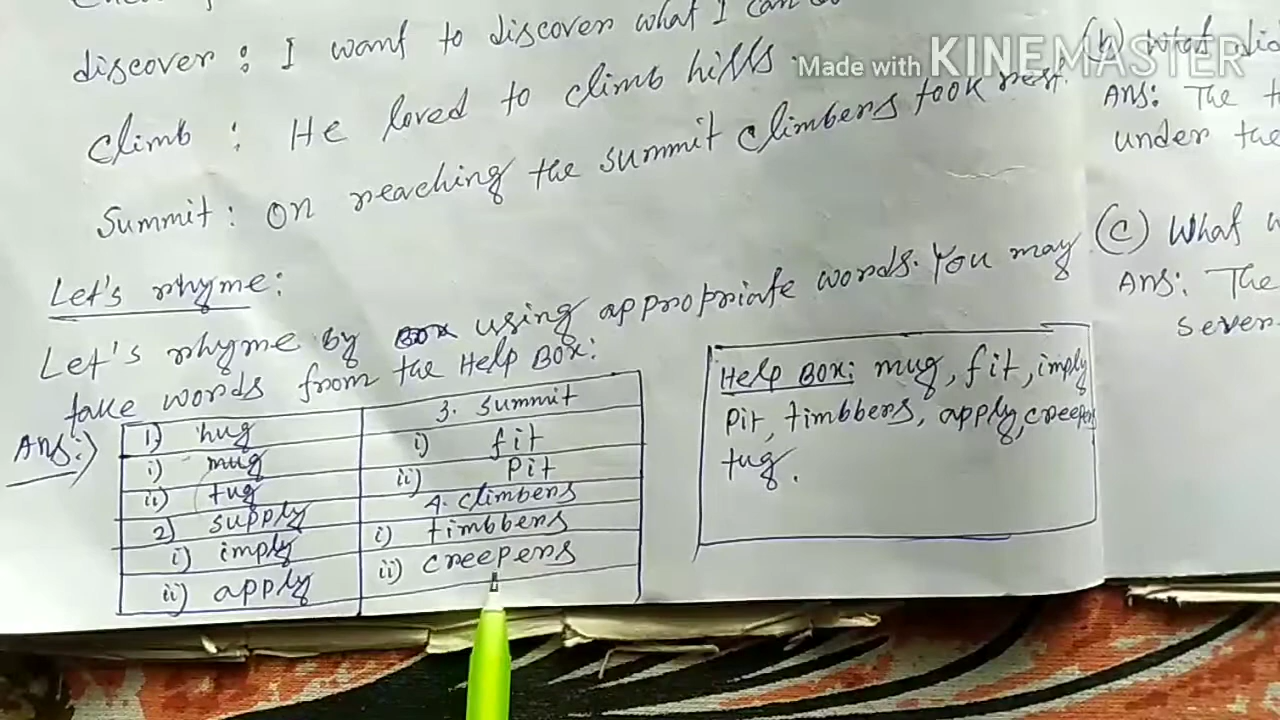 discover : I want to discover what I can
Made with KINEMASTER
climb : He loved to climb hills.
Summit : On reaching the summit climbers took rest.
Let's rhyme :
Let's rhyme by using appropriate words. You may
take words from the Help Box :
Ans :)
1) hug
i) mug
ii) tug
2) supply
i) imply
ii) apply
3. summit
i) fit
ii) Pit
4. climbers
i) timbbers
ii) creepers
Help Box : mug, fit, imply
Pit, timbbers, apply, creepers
tug.
(b) What
Ans : The
under the
(c) What
Ans : The